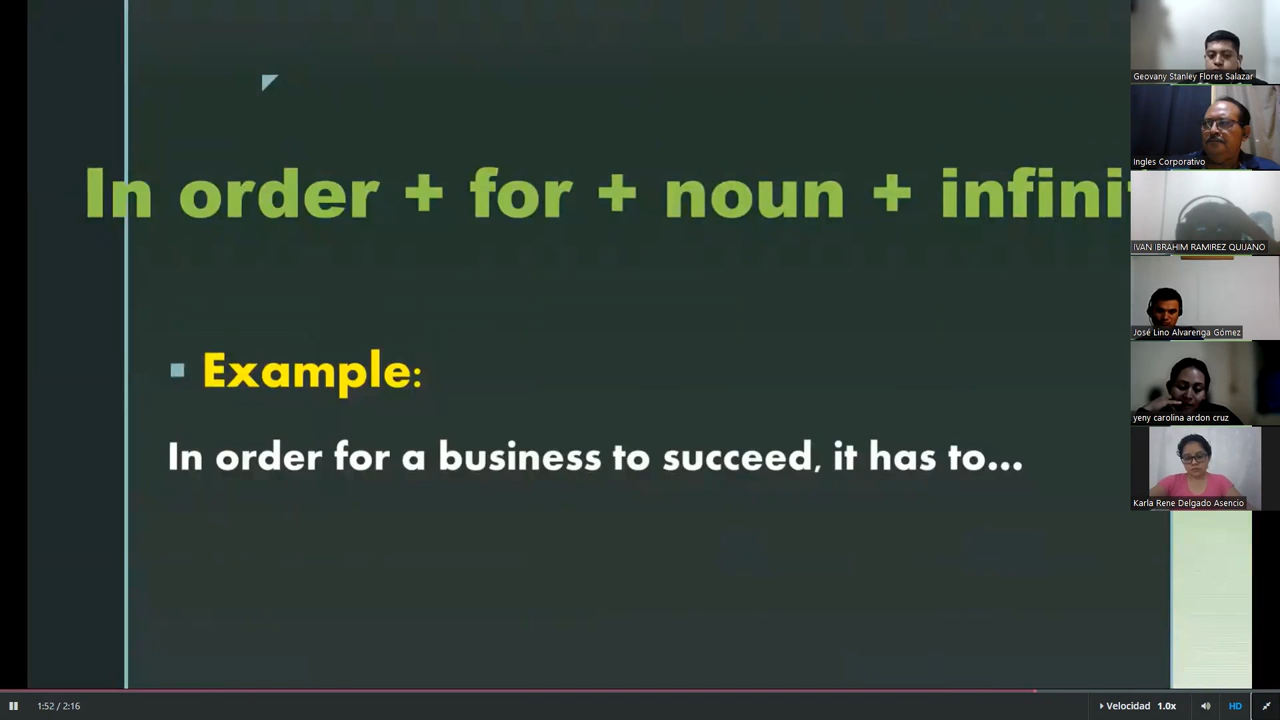 In order + for + noun + infinit
Example:
In order for a business to succeed, it has to...
Geovany Stanley Flores Salazar
Ingles Corporativo
IVAN IBRAHIM RAMIREZ QUIJANO
José Lino Alvarenga Gómez
yeny carolina ardon cruz
Karla Rene Delgado Asencio
1:52 / 2:16
Velocidad 1.0x
HD